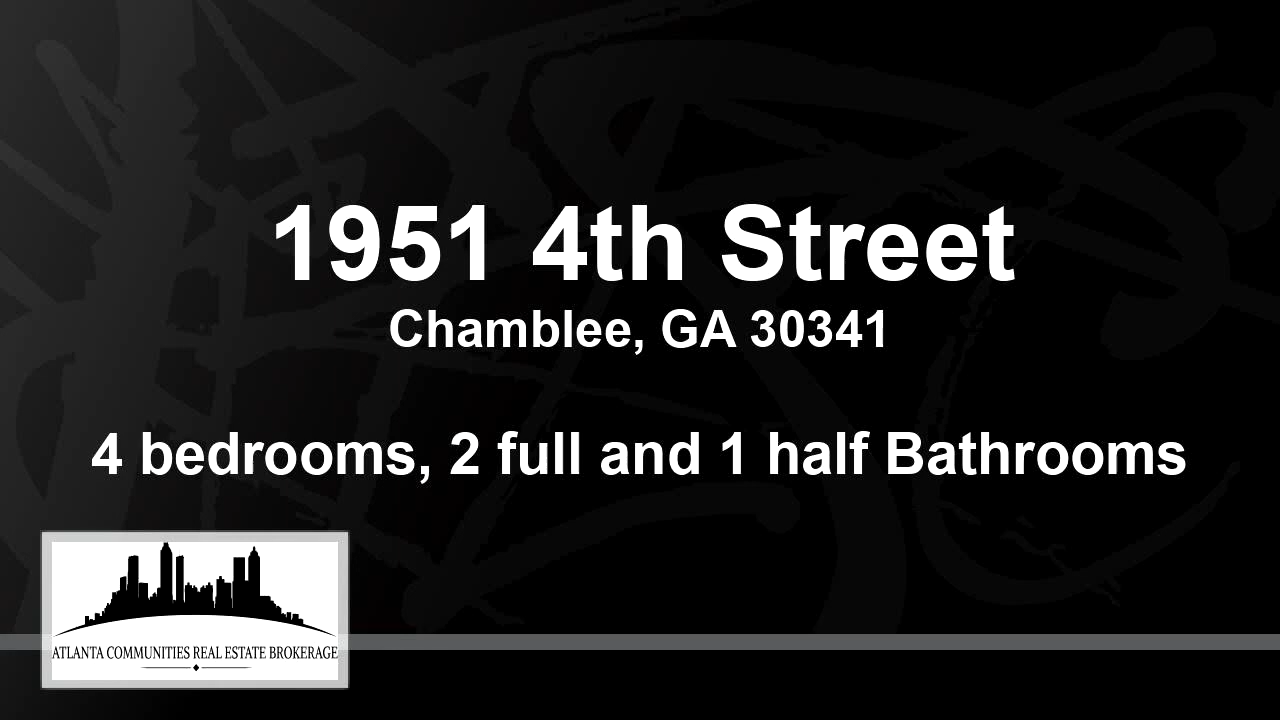 1951 4th Street
Chamblee, GA 30341
4 bedrooms, 2 full and 1 half Bathrooms
ATLANTA COMMUNITIES REAL ESTATE BROKERAGE